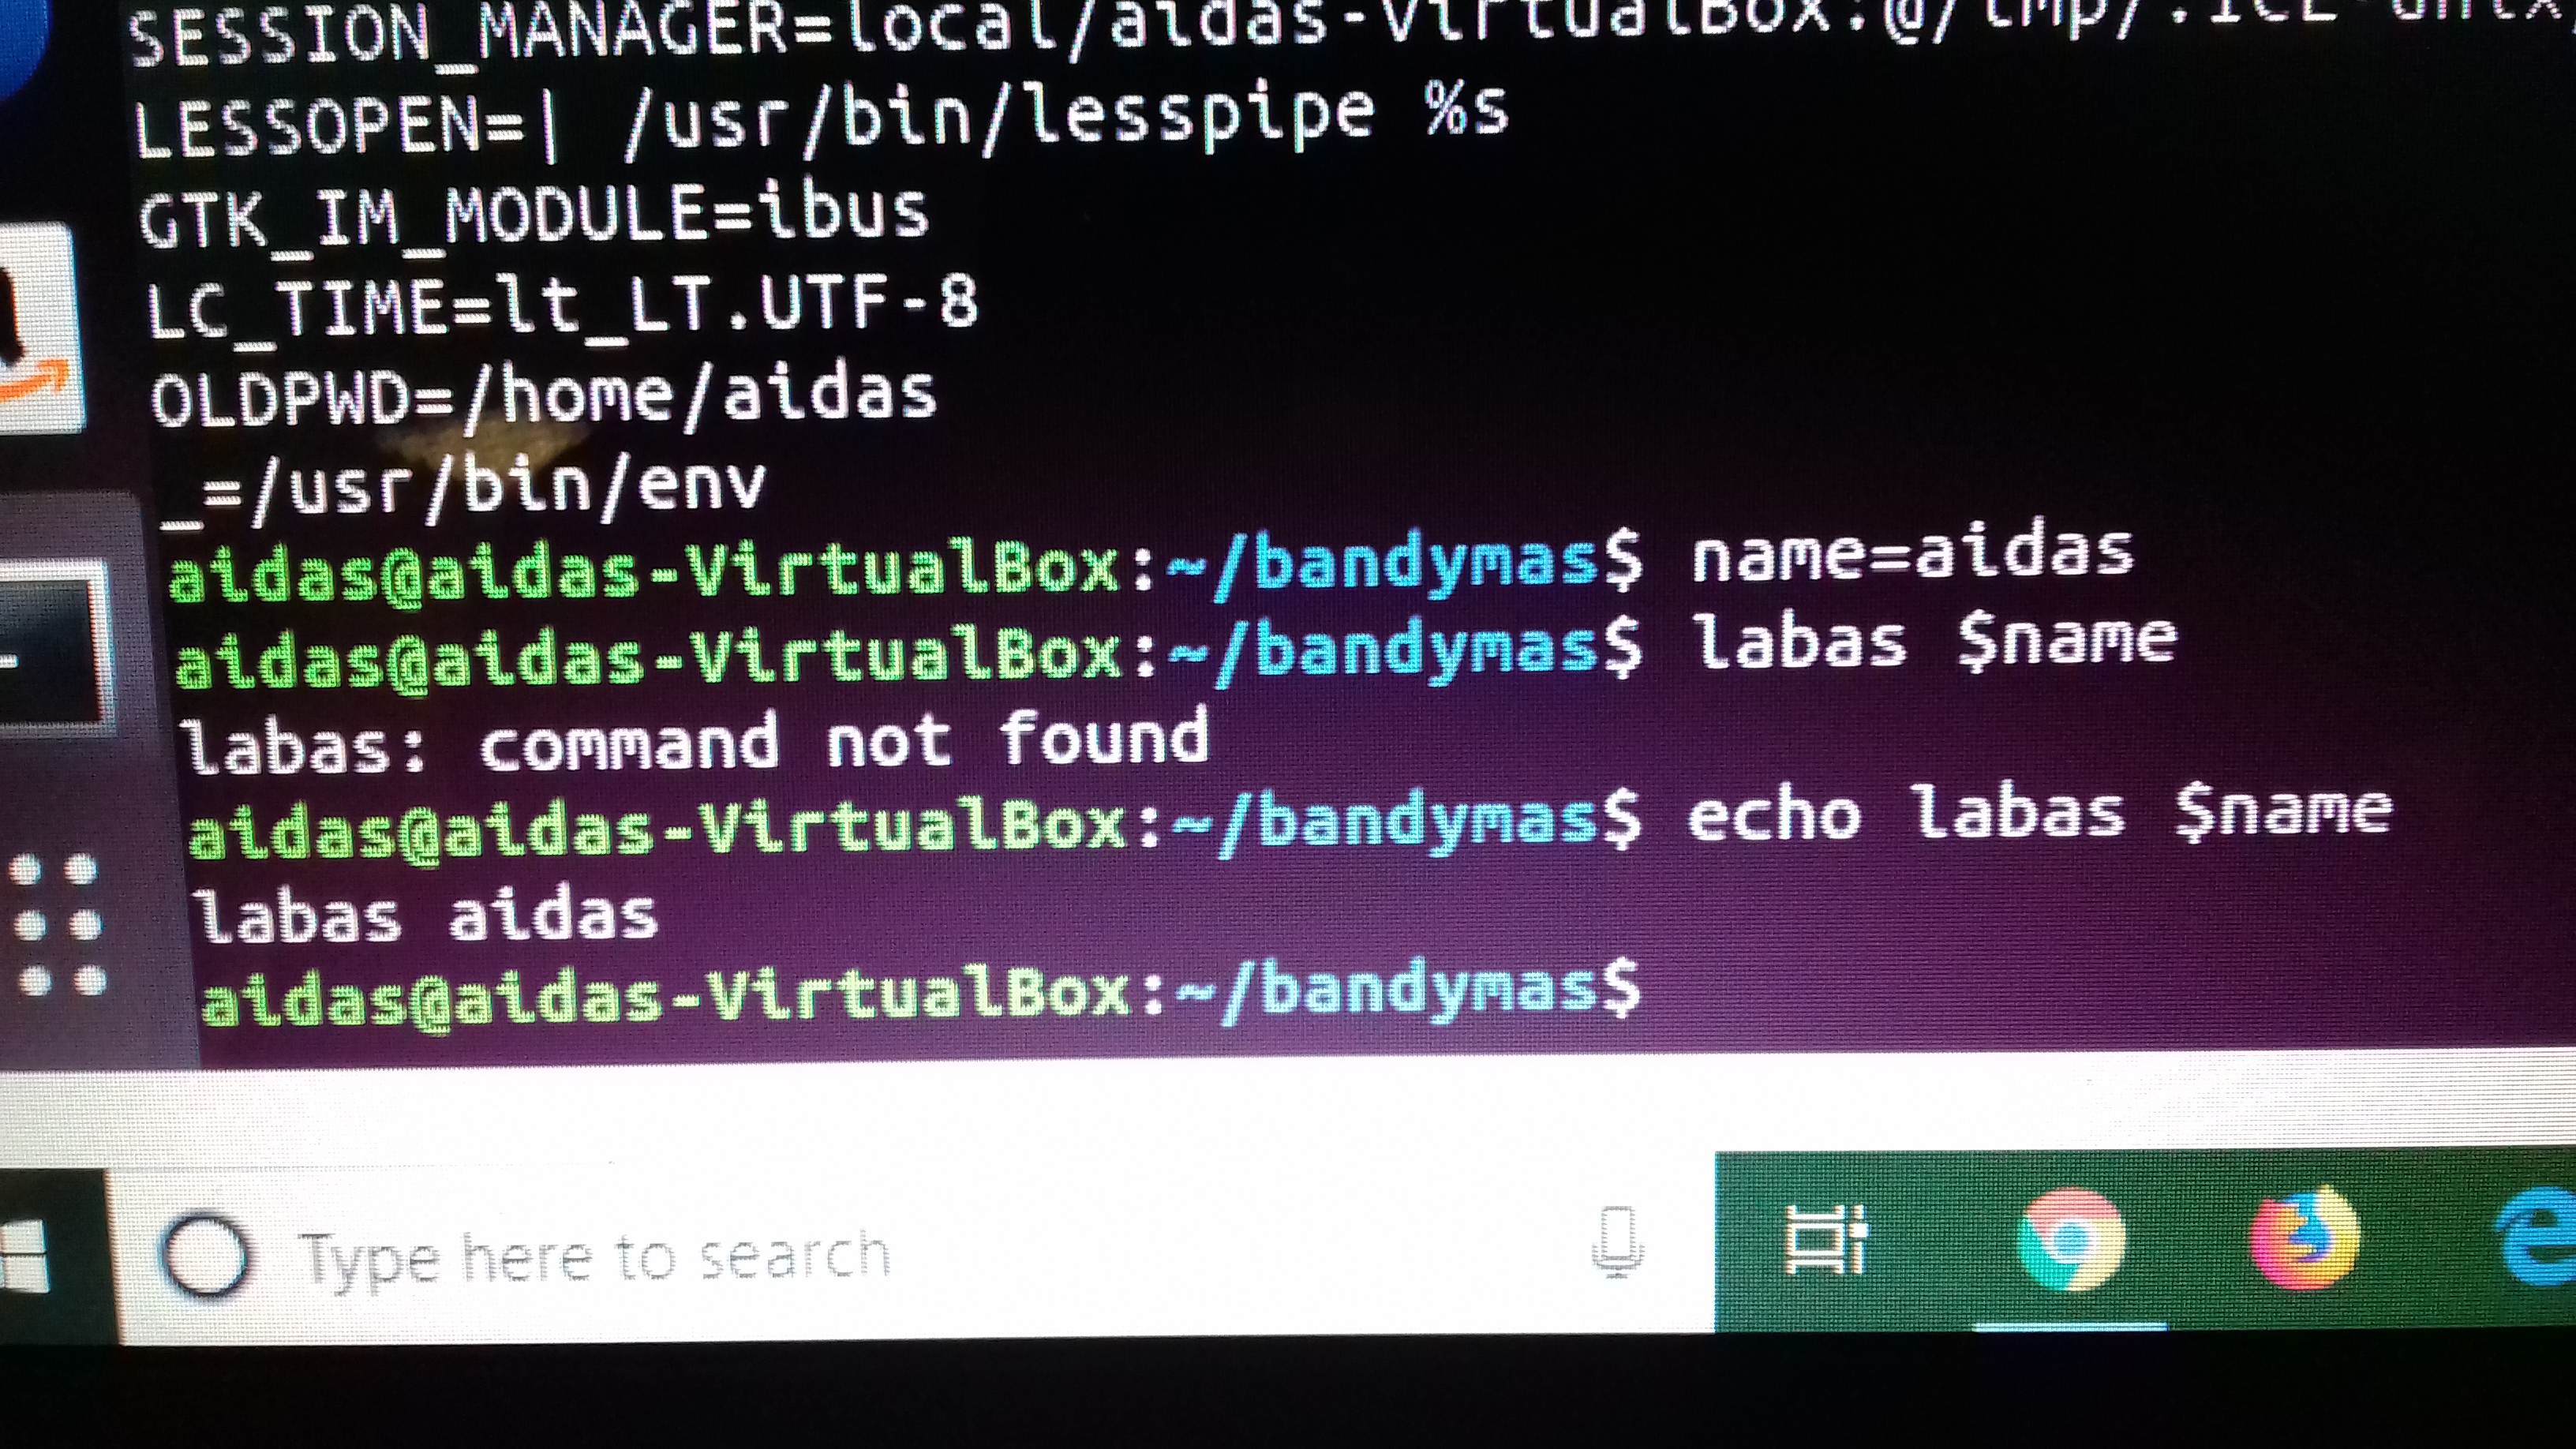 SESSION_MANAGER=local/aidas-VirtualBox:@/tmp/.ICE-unix
LESSOPEN=| /usr/bin/lesspipe %s
GTK_IM_MODULE=ibus
LC_TIME=lt_LT.UTF-8
OLDPWD=/home/aidas
_=/usr/bin/env
aidas@aidas-VirtualBox:~/bandymas$ name=aidas
aidas@aidas-VirtualBox:~/bandymas$ labas $name
labas: command not found
aidas@aidas-VirtualBox:~/bandymas$ echo labas $name
labas aidas
aidas@aidas-VirtualBox:~/bandymas$
Type here to search